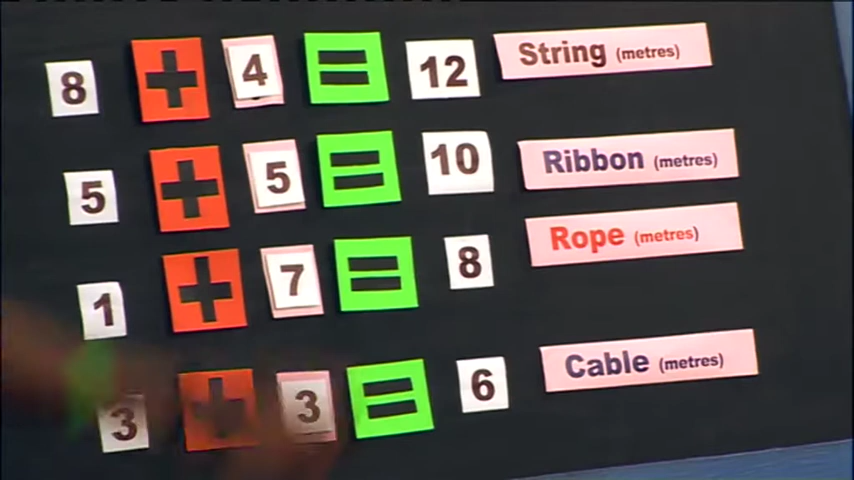 8 + 4 = 12 String (metres)
5 + 5 = 10 Ribbon (metres)
1 + 7 = 8 Rope (metres)
3 + 3 = 6 Cable (metres)